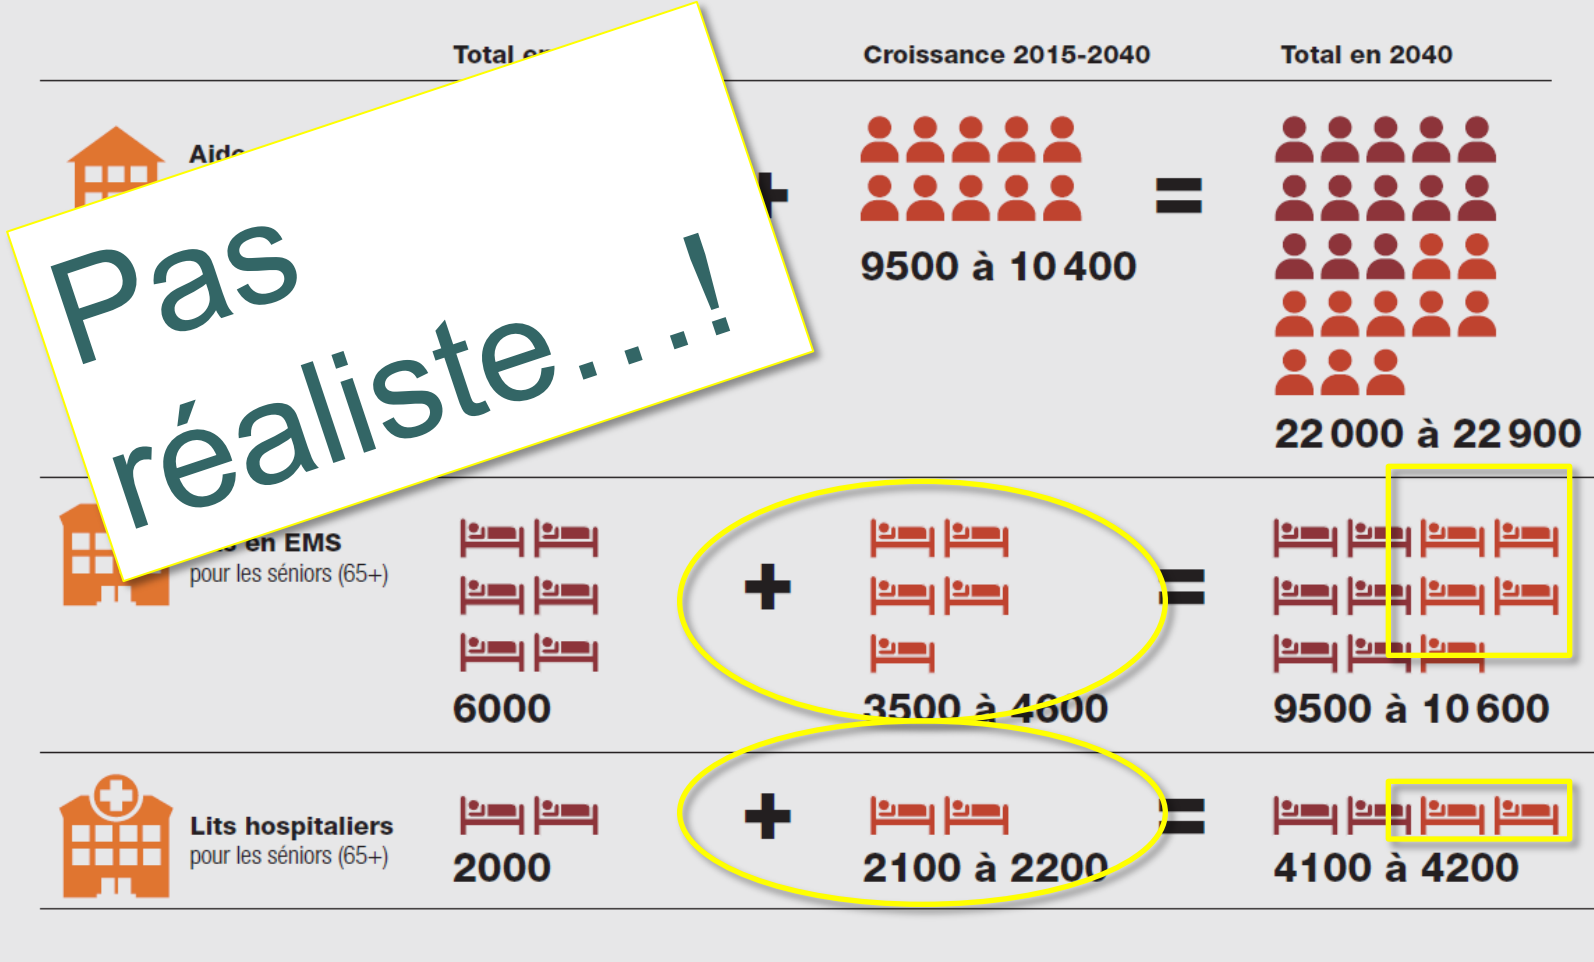 Total Croissance 2015-2040 Total en 2040
Pas
réaliste...!
+ =
9500 à 10 400
22 000 à 22 900
en EMS
pour les séniors (65+)
+ =
6000 3500 à 4600 9500 à 10 600
Lits hospitaliers
pour les séniors (65+)
+ =
2000 2100 à 2200 4100 à 4200